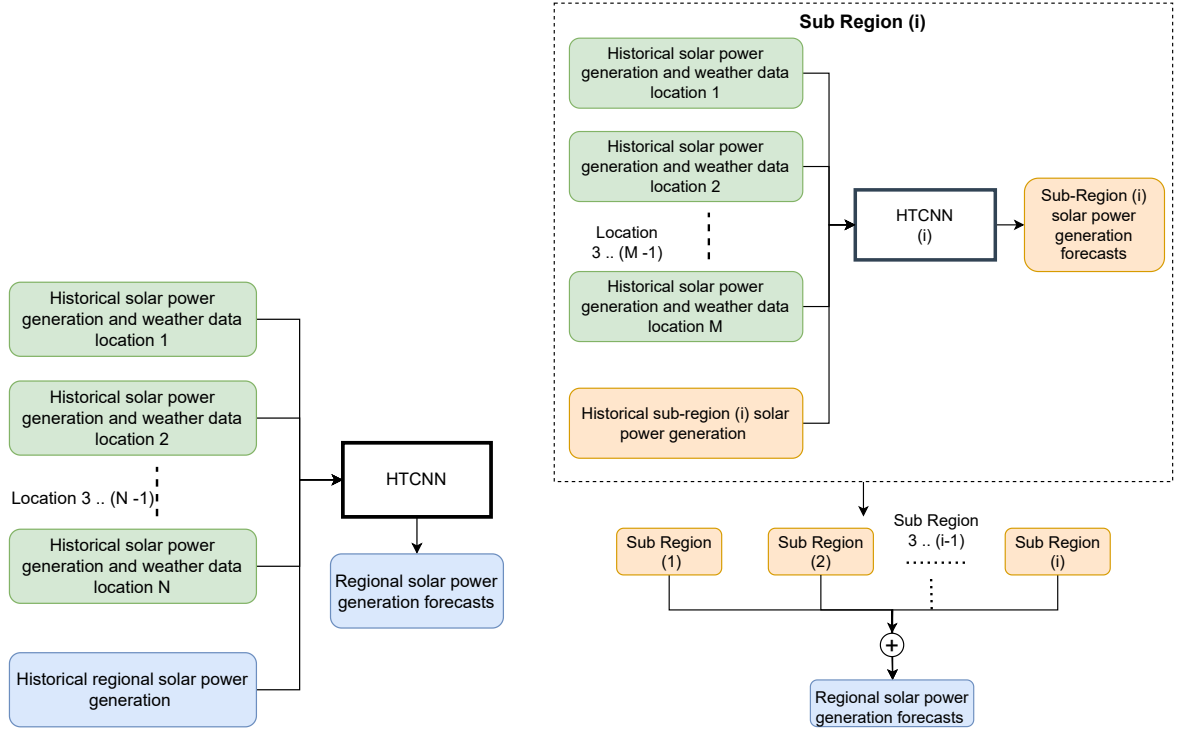 Historical solar power
generation and weather data
location 1
Historical solar power
generation and weather data
location 2
Location 3 .. (N -1)
Historical solar power
generation and weather data
location N
Historical regional solar power
generation
HTCNN
Regional solar power
generation forecasts
Sub Region (i)
Historical solar power
generation and weather data
location 1
Historical solar power
generation and weather data
location 2
Location
3 .. (M -1)
Historical solar power
generation and weather data
location M
Historical sub-region (i) solar
power generation
HTCNN
(i)
Sub-Region (i)
solar power
generation
forecasts
Sub Region
(1)
Sub Region
(2)
Sub Region
3 .. (i-1)
Sub Region
(i)
+
Regional solar power
generation forecasts